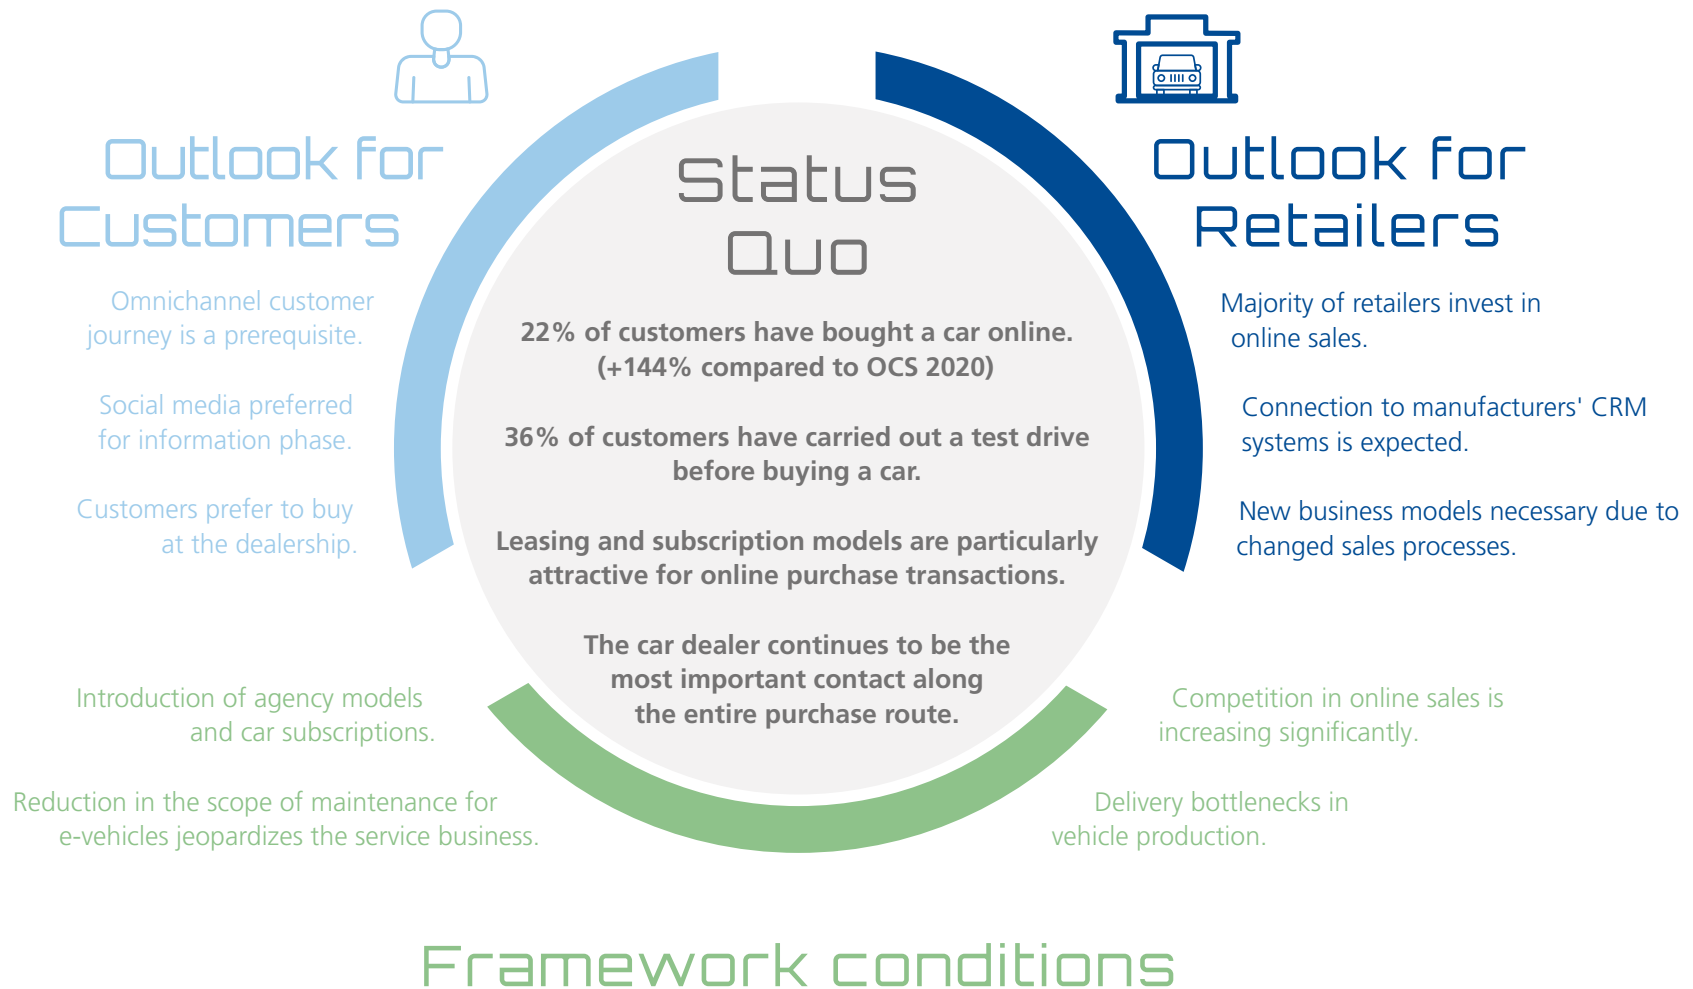 Outlook for
Customers
Omnichannel customer
journey is a prerequisite.
Social media preferred
for information phase.
Customers prefer to buy
at the dealership.
Status
Quo
22% of customers have bought a car online.
(+144% compared to OCS 2020)
36% of customers have carried out a test drive
before buying a car.
Leasing and subscription models are particularly
attractive for online purchase transactions.
The car dealer continues to be the
most important contact along
the entire purchase route.
Outlook for
Retailers
Majority of retailers invest in
online sales.
Connection to manufacturers' CRM
systems is expected.
New business models necessary due to
changed sales processes.
Introduction of agency models
and car subscriptions.
Reduction in the scope of maintenance for
e-vehicles jeopardizes the service business.
Competition in online sales is
increasing significantly.
Delivery bottlenecks in
vehicle production.
Framework conditions